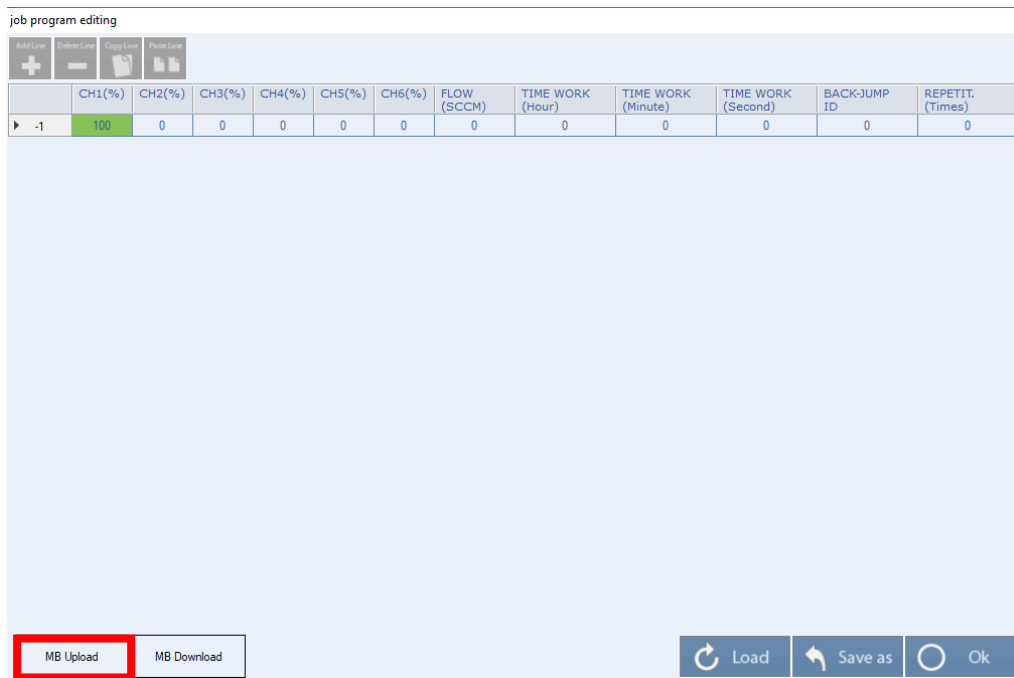 job program editing
Add Line Delete Line Copy Line Paste Line
CH1(%) CH2(%) CH3(%) CH4(%) CH5(%) CH6(%) FLOW (SCCM) TIME WORK (Hour) TIME WORK (Minute) TIME WORK (Second) BACK-JUMP ID REPETIT. (Times)
-1 100 0 0 0 0 0 0 0 0 0 0 0
MB Upload MB Download Load Save as Ok